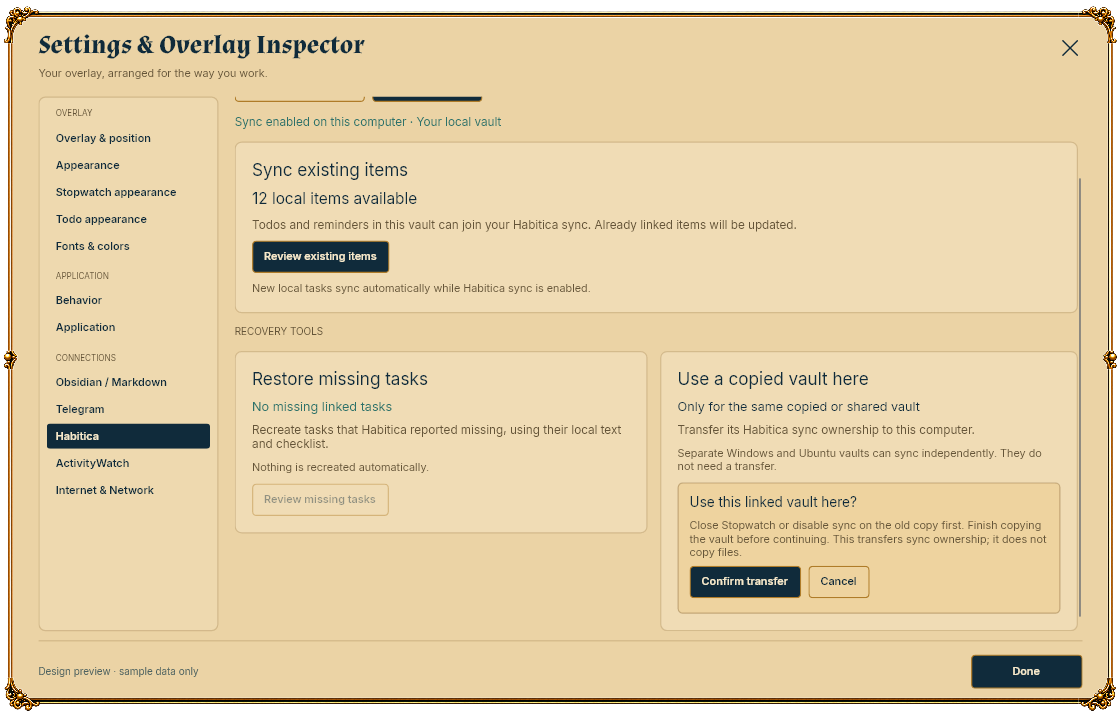 Settings & Overlay Inspector
Your overlay, arranged for the way you work.
OVERLAY
Overlay & position
Appearance
Stopwatch appearance
Todo appearance
Fonts & colors
APPLICATION
Behavior
Application
CONNECTIONS
Obsidian / Markdown
Telegram
Habitica
ActivityWatch
Internet & Network
Sync enabled on this computer · Your local vault
Sync existing items
12 local items available
Todos and reminders in this vault can join your Habitica sync. Already linked items will be updated.
Review existing items
New local tasks sync automatically while Habitica sync is enabled.
RECOVERY TOOLS
Restore missing tasks
No missing linked tasks
Recreate tasks that Habitica reported missing, using their local text
and checklist.
Nothing is recreated automatically.
Review missing tasks
Use a copied vault here
Only for the same copied or shared vault
Transfer its Habitica sync ownership to this computer.
Separate Windows and Ubuntu vaults can sync independently. They do
not need a transfer.
Use this linked vault here?
Close Stopwatch or disable sync on the old copy first. Finish copying
the vault before continuing. This transfers sync ownership; it does not
copy files.
Confirm transfer
Cancel
Design preview · sample data only
Done